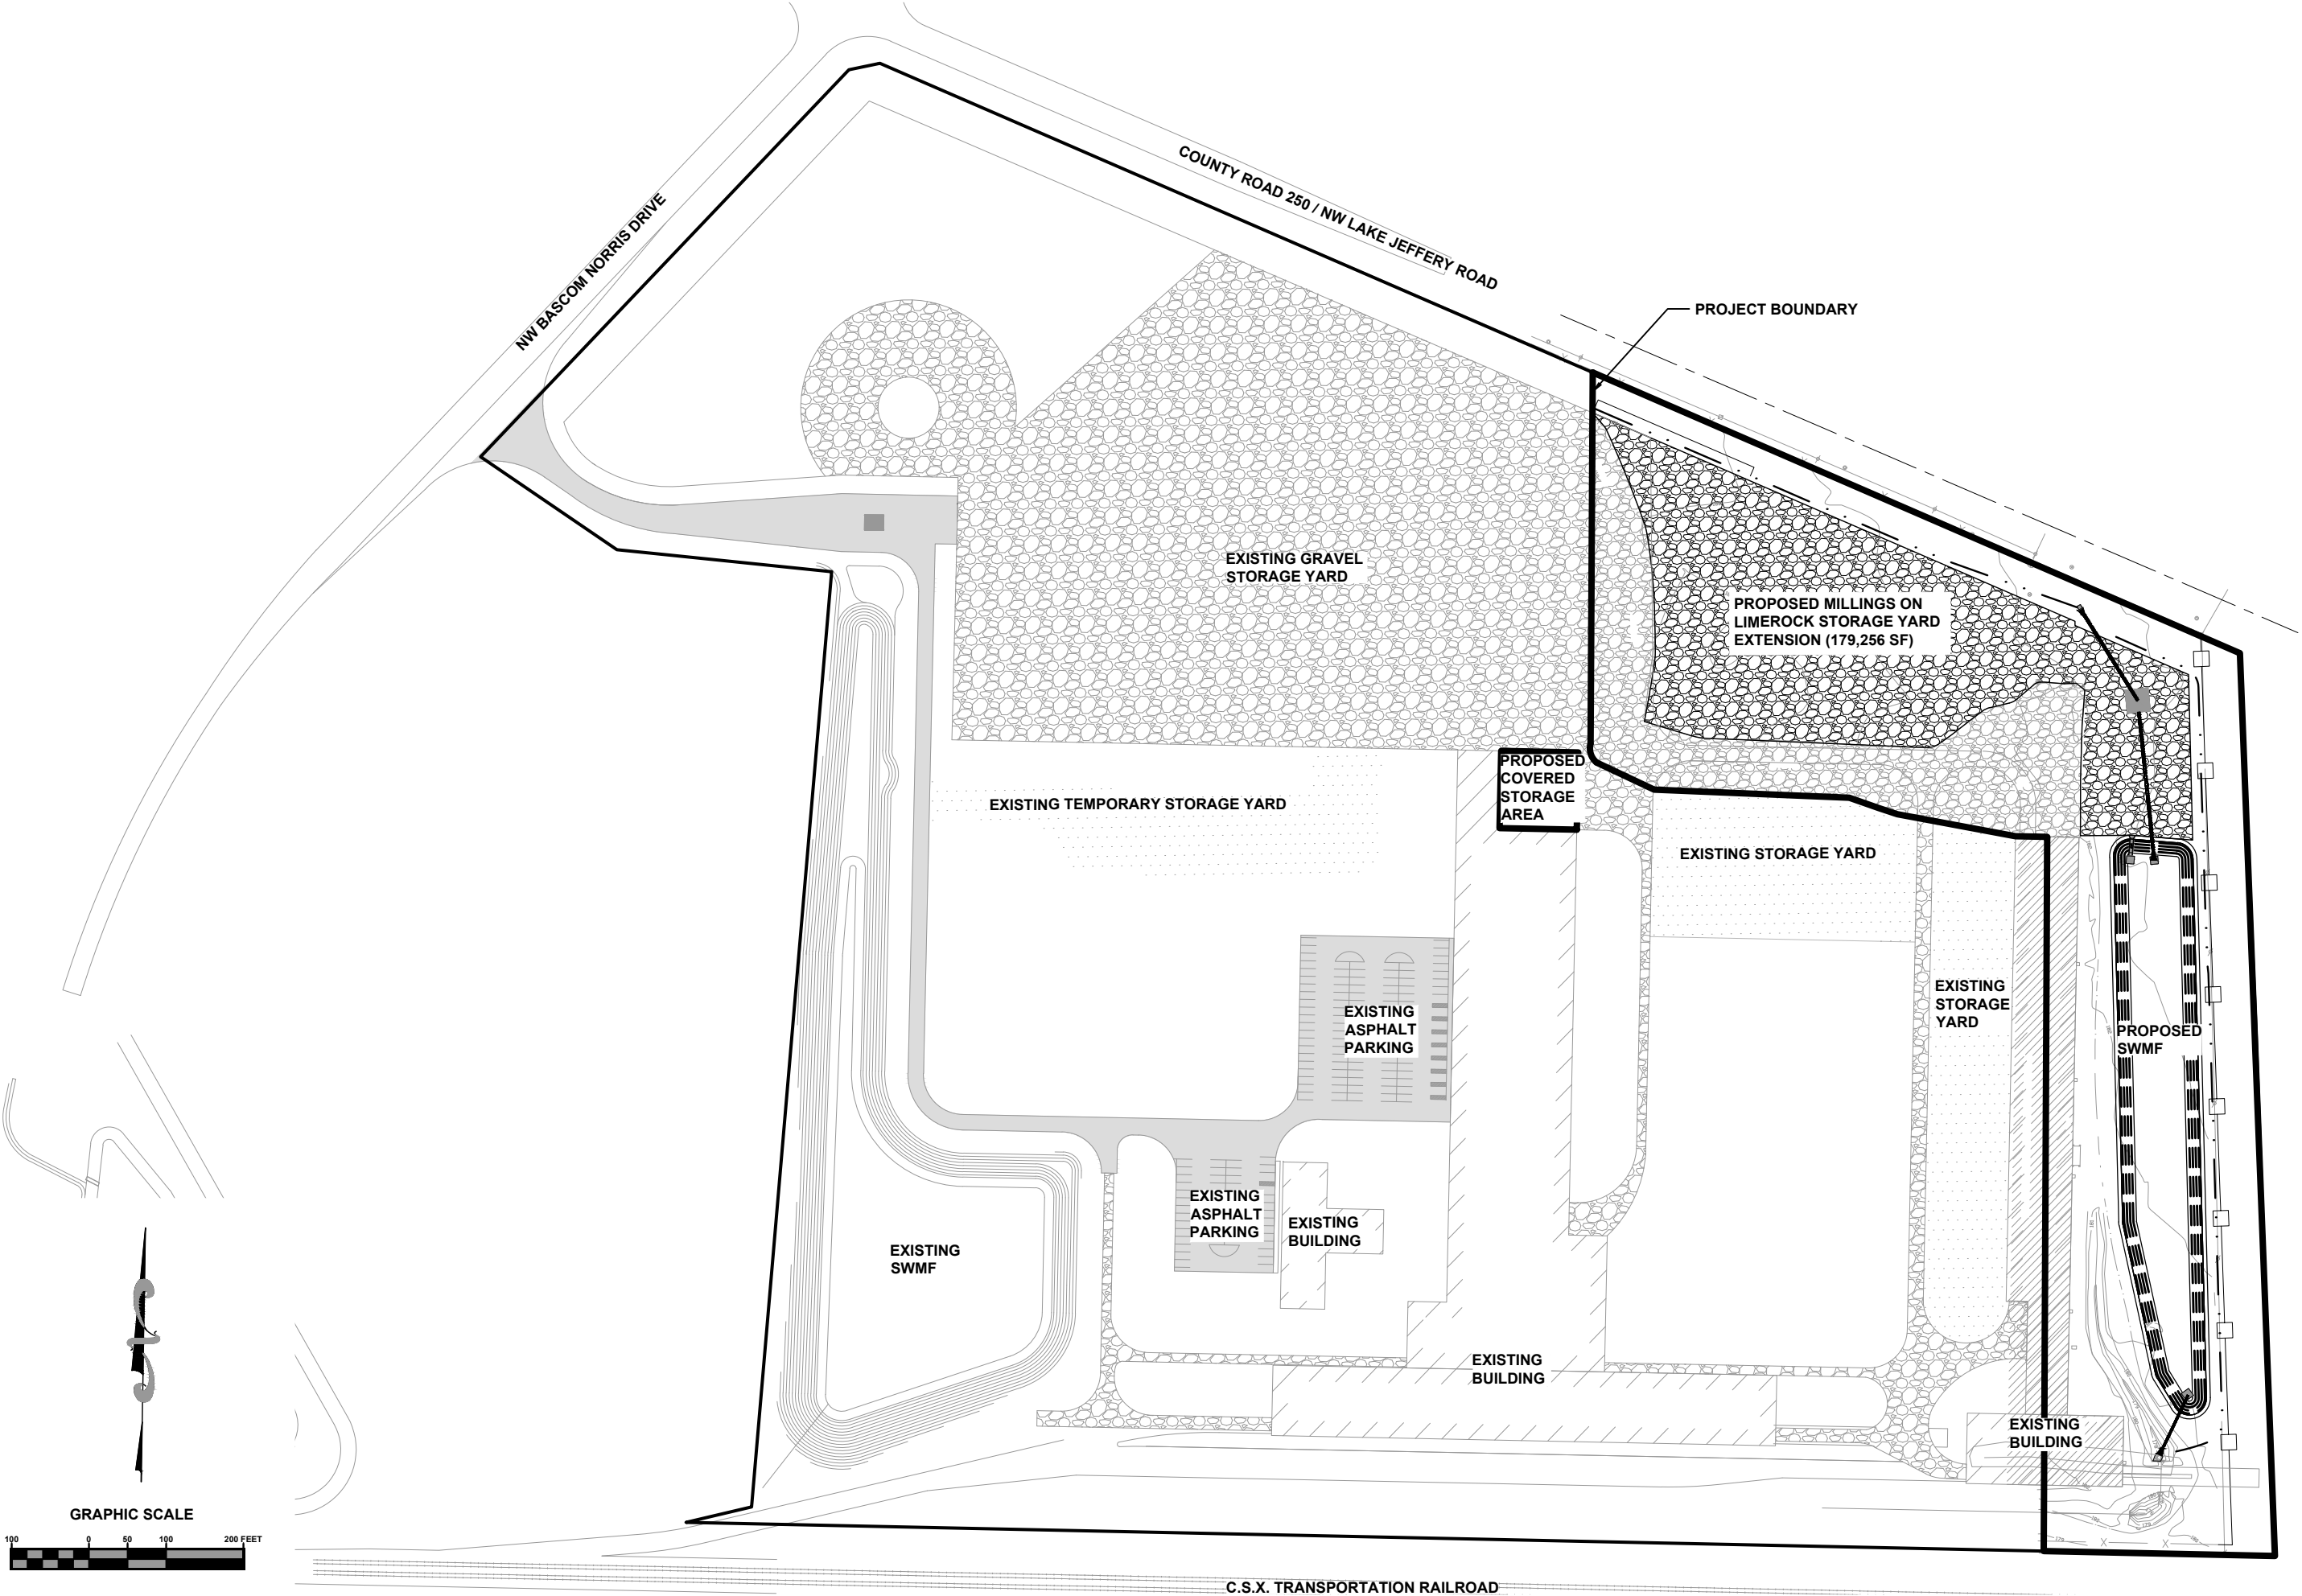 COUNTY ROAD 250 / NW LAKE JEFFERY ROAD
NW BASCOM NORRIS DRIVE
PROJECT BOUNDARY
EXISTING GRAVEL
STORAGE YARD
PROPOSED MILLINGS ON
LIMEROCK STORAGE YARD
EXTENSION (179,256 SF)
PROPOSED
COVERED
STORAGE
AREA
EXISTING TEMPORARY STORAGE YARD
EXISTING STORAGE YARD
EXISTING
STORAGE
YARD
EXISTING
ASPHALT
PARKING
PROPOSED
SWMF
EXISTING
ASPHALT
PARKING
EXISTING
BUILDING
EXISTING
SWMF
EXISTING
BUILDING
EXISTING
BUILDING
GRAPHIC SCALE
100 0 50 100 200 FEET
C.S.X. TRANSPORTATION RAILROAD